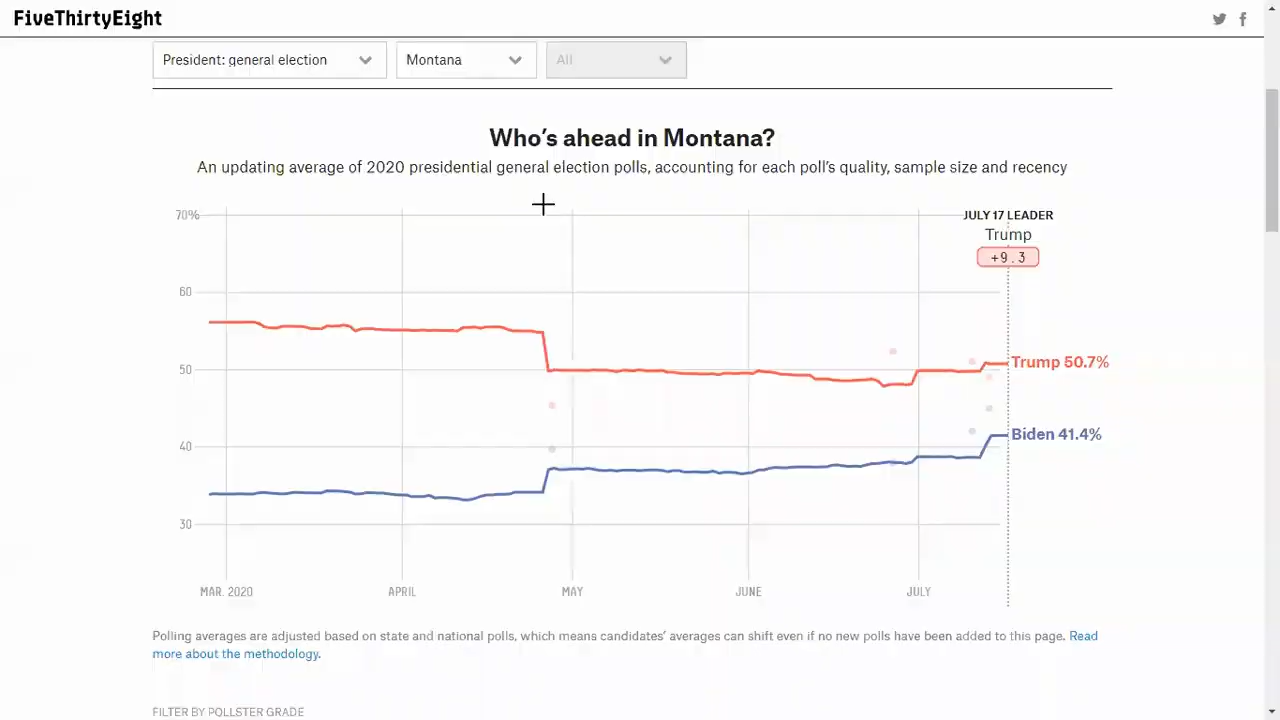 FiveThirtyEight
President: general election
Montana
All
Who's ahead in Montana?
An updating average of 2020 presidential general election polls, accounting for each poll's quality, sample size and recency
70%
JULY 17 LEADER
Trump
+9.3
60
50
Trump 50.7%
40
Biden 41.4%
30
MAR. 2020
APRIL
MAY
JUNE
JULY
Polling averages are adjusted based on state and national polls, which means candidates' averages can shift even if no new polls have been added to this page. Read
more about the methodology.
FILTER BY POLLSTER GRADE